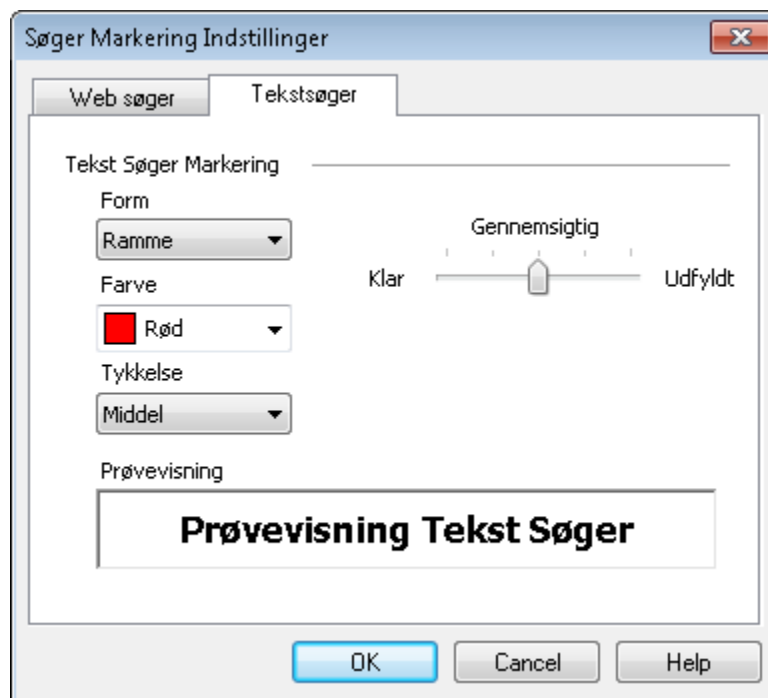 Søger Markering Indstillinger
Web søger
Tekstsøger
Tekst Søger Markering
Form
Ramme
Gennemsigtig
Klar
Udfyldt
Farve
Rød
Tykkelse
Middel
Prøvevisning
Prøvevisning Tekst Søger
OK
Cancel
Help